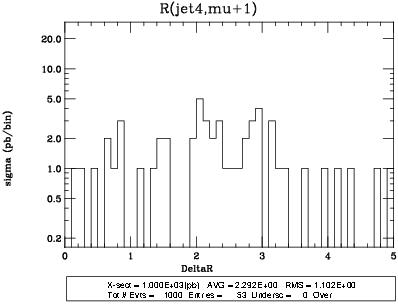 R(jet4,mu+1)
20.0
10.0
5.0
2.0
1.0
0.5
0.2
sigma (pb/bin)
0 1 2 3 4 5
DeltaR
X-sect = 1.000E+03(pb) AVG = 2.292E+00 RMS = 1.102E+00
Tot # Evts = 1000 Entries = 53 Undersc = 0 Over